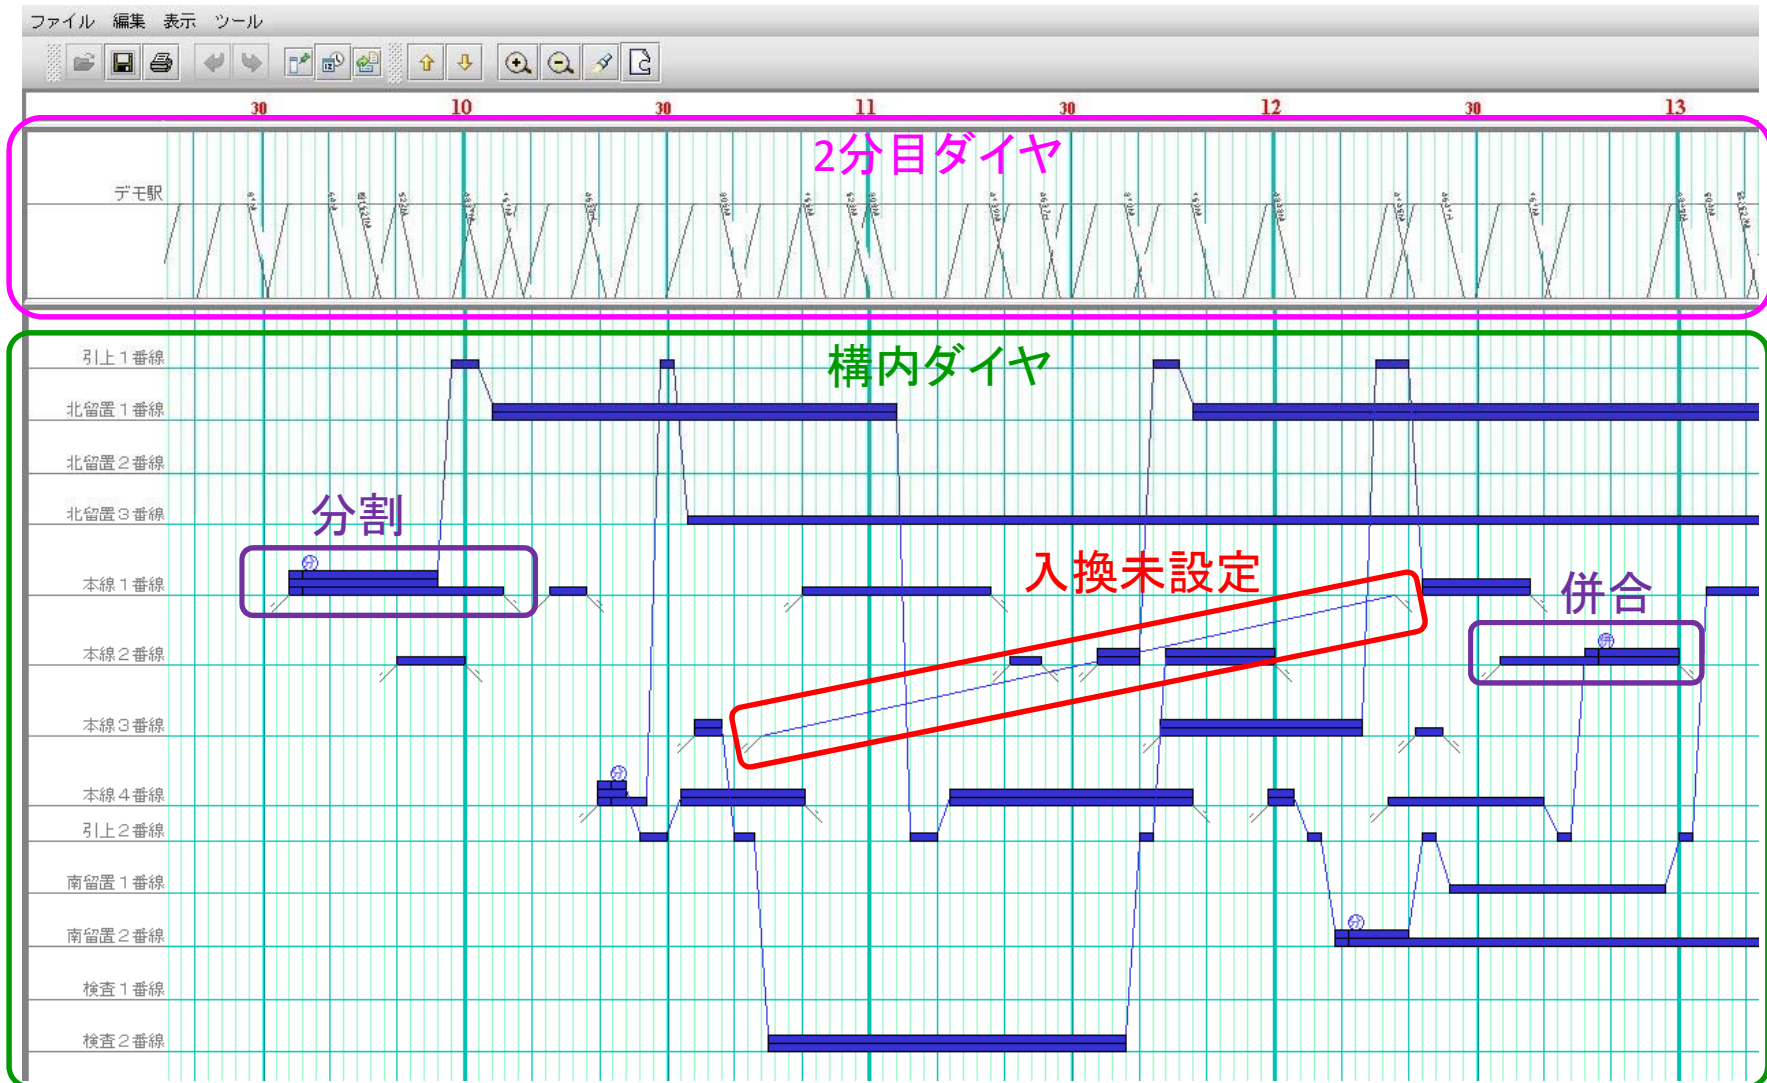 ファイル 編集 表示 ツール
30 10 30 11 30 12 30 13
2分目ダイヤ
デモ駅
構内ダイヤ
引上1番線
北留置1番線
北留置2番線
北留置3番線
分割
分
入換未設定
本線1番線
併合
併
本線2番線
本線3番線
分
本線4番線
引上2番線
南留置1番線
分
南留置2番線
検査1番線
検査2番線